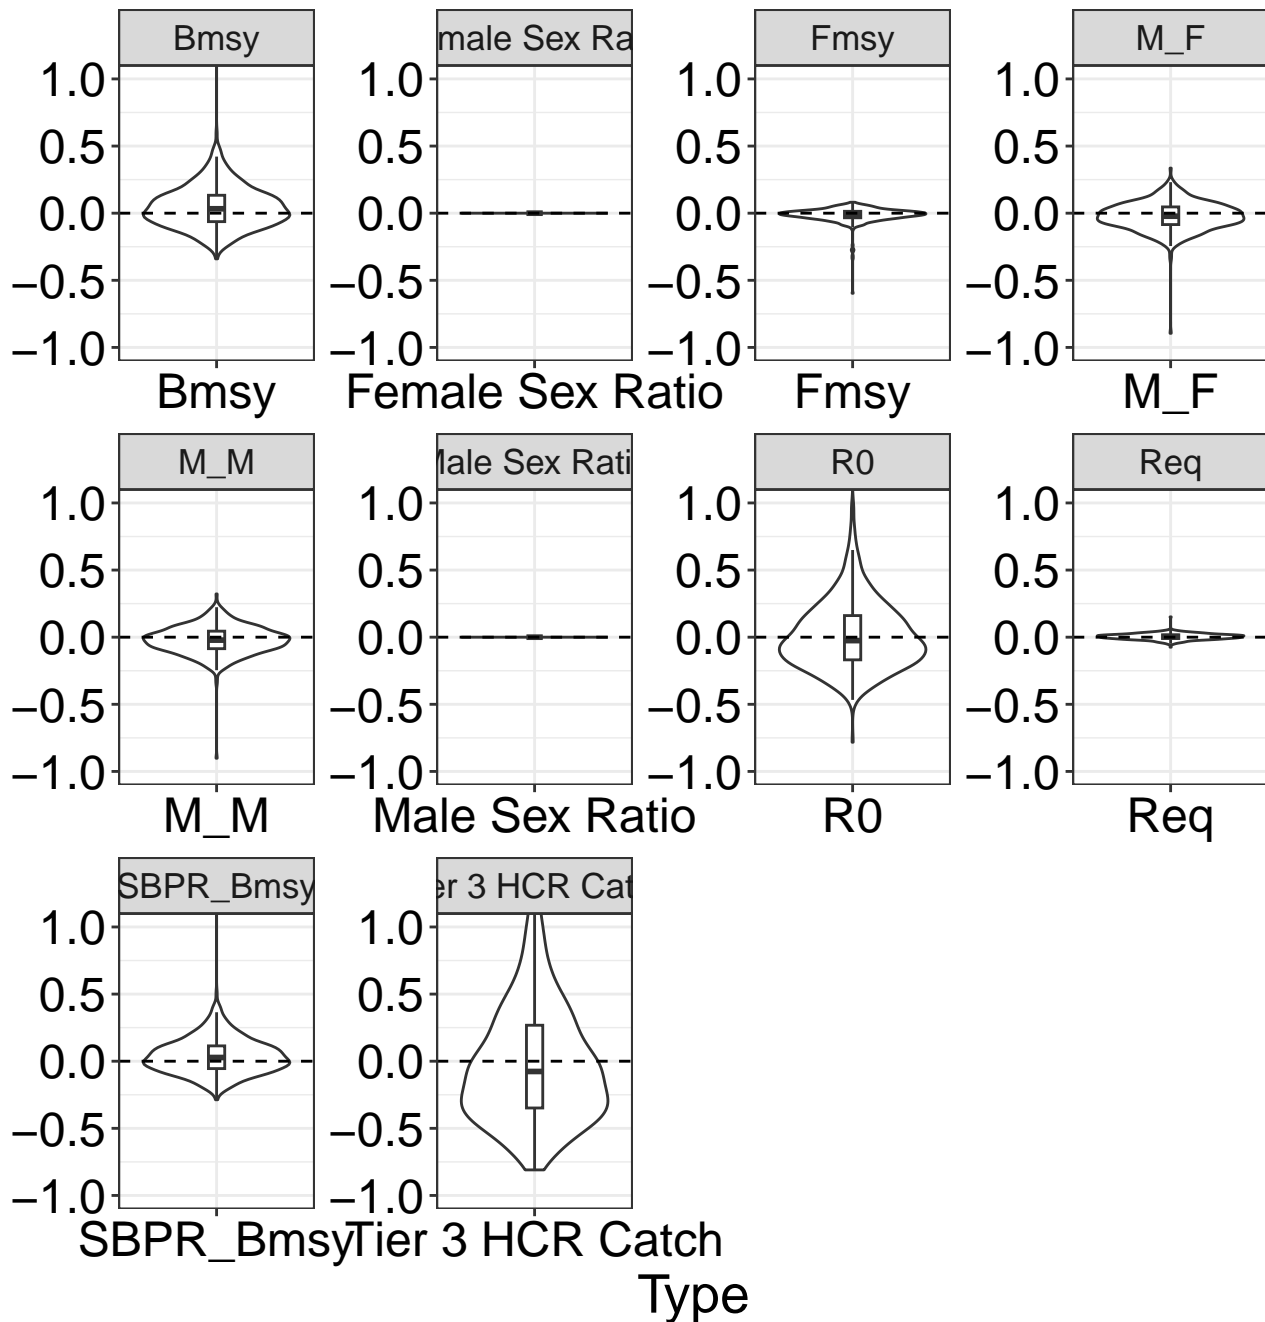 Bmsy
male Sex Ra
Fmsy
M_F
1.0
0.5
0.0
−0.5
−1.0
1.0
0.5
0.0
−0.5
−1.0
1.0
0.5
0.0
−0.5
−1.0
1.0
0.5
0.0
−0.5
−1.0
Bmsy
Female Sex Ratio
Fmsy
M_F
M_M
Male Sex Rati
R0
Req
1.0
0.5
0.0
−0.5
−1.0
1.0
0.5
0.0
−0.5
−1.0
1.0
0.5
0.0
−0.5
−1.0
1.0
0.5
0.0
−0.5
−1.0
M_M
Male Sex Ratio
R0
Req
SBPR_Bmsy
er 3 HCR Cat
1.0
0.5
0.0
−0.5
−1.0
1.0
0.5
0.0
−0.5
−1.0
SBPR_Bmsy
Tier 3 HCR Catch
Type